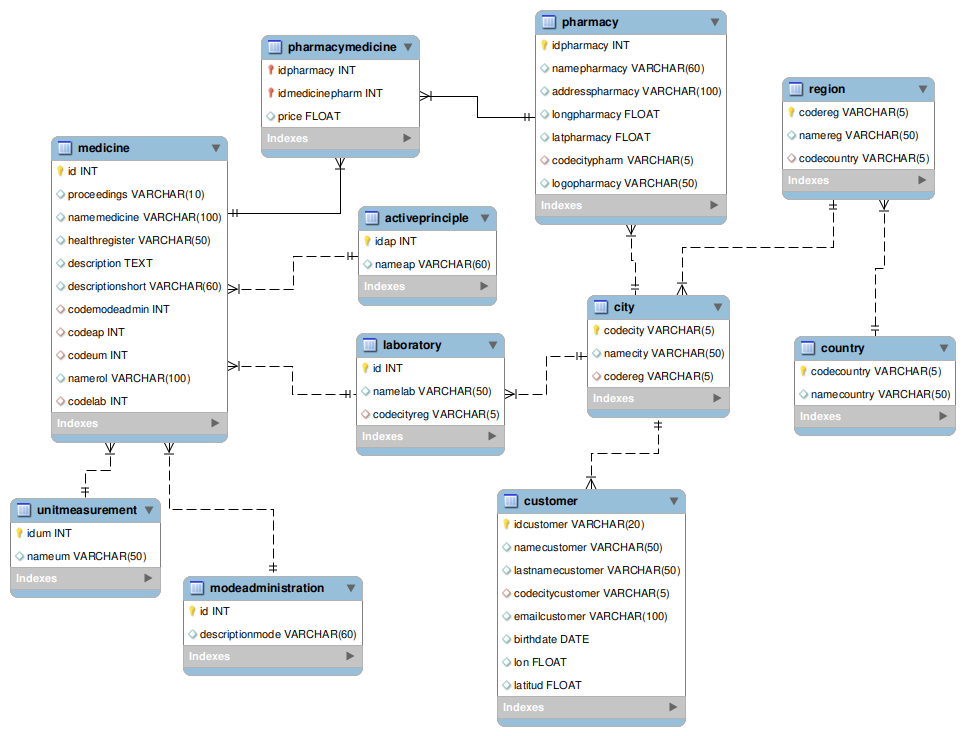 pharmacy
idpharmacy INT
namepharmacy VARCHAR(60)
addresspharmacy VARCHAR(100)
longpharmacy FLOAT
latpharmacy FLOAT
codecitypharm VARCHAR(5)
logopharmacy VARCHAR(50)
Indexes
pharmacymedicine
idpharmacy INT
idmedicinepharm INT
price FLOAT
Indexes
region
codereg VARCHAR(5)
namereg VARCHAR(50)
codecountry VARCHAR(5)
Indexes
medicine
id INT
proceedings VARCHAR(10)
namemedicine VARCHAR(100)
healthregister VARCHAR(50)
description TEXT
descriptionshort VARCHAR(60)
codemodeadmin INT
codeap INT
codeum INT
namerol VARCHAR(100)
codelab INT
Indexes
activeprinciple
idap INT
nameap VARCHAR(60)
Indexes
city
codecity VARCHAR(5)
namecity VARCHAR(50)
codereg VARCHAR(5)
Indexes
laboratory
id INT
namelab VARCHAR(50)
codecityreg VARCHAR(5)
Indexes
country
codecountry VARCHAR(5)
namecountry VARCHAR(50)
Indexes
customer
idcustomer VARCHAR(20)
namecustomer VARCHAR(50)
lastnamecustomer VARCHAR(50)
codecitycustomer VARCHAR(5)
emailcustomer VARCHAR(100)
birthdate DATE
lon FLOAT
latitud FLOAT
Indexes
unitmeasurement
idum INT
nameum VARCHAR(50)
Indexes
modeadministration
id INT
descriptionmode VARCHAR(60)
Indexes